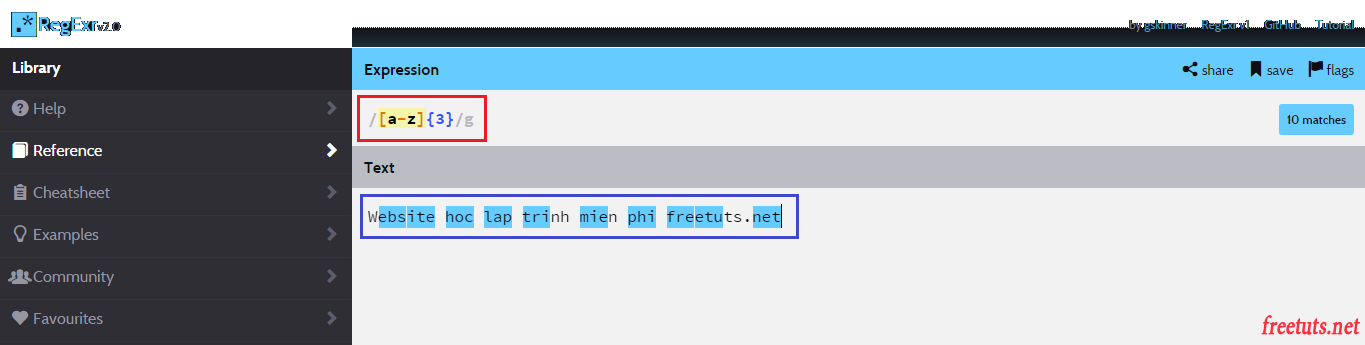 .* RegExr v2.0
by gskinner RegExr v1 GitHub Tutorial
Library
Expression
share save flags
? Help
/[a-z]{3}/g
10 matches
Reference
Text
Cheatsheet
Website hoc lap trinh mien phi freetuts.net
Examples
Community
Favourites
freetuts.net